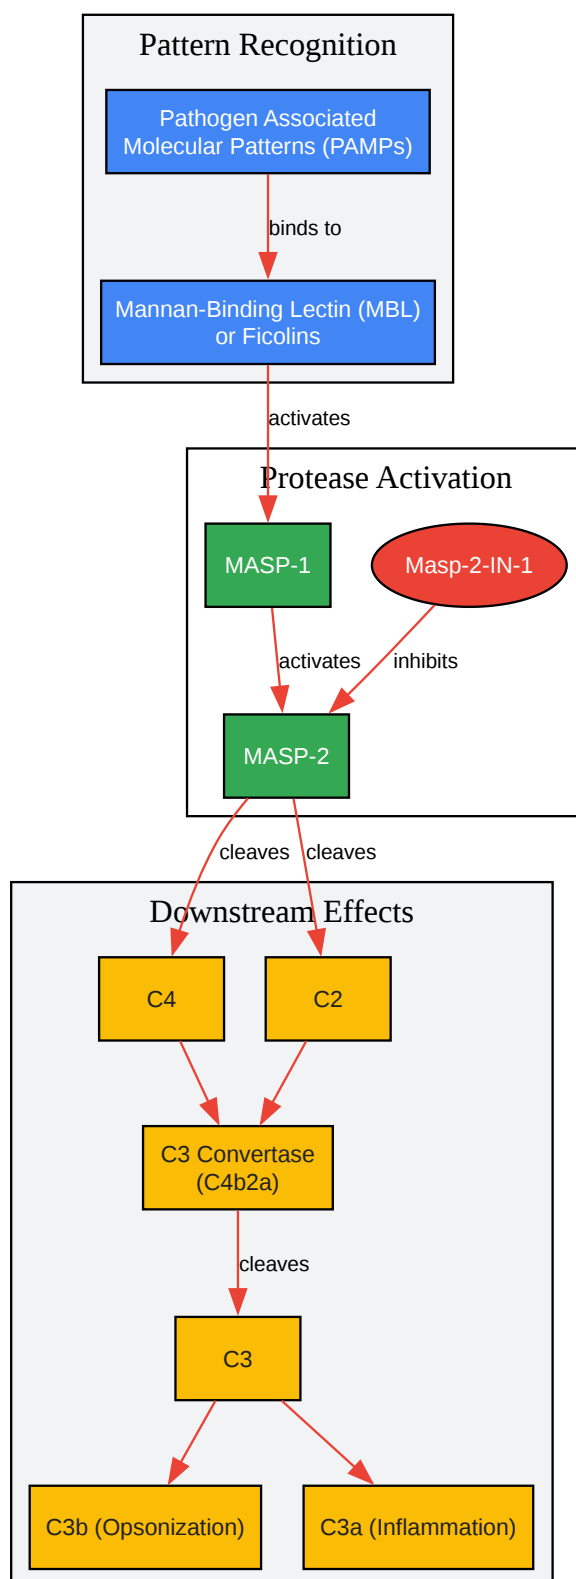 Pattern Recognition
Pathogen Associated
Molecular Patterns (PAMPs)
binds to
Mannan-Binding Lectin (MBL)
or Ficolins
activates
Protease Activation
MASP-1
Masp-2-IN-1
activates
inhibits
MASP-2
cleaves
cleaves
Downstream Effects
C4
C2
C3 Convertase
(C4b2a)
cleaves
C3
C3b (Opsonization)
C3a (Inflammation)